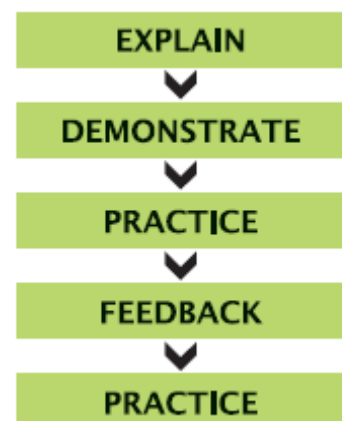 EXPLAIN
DEMONSTRATE
PRACTICE
FEEDBACK
PRACTICE